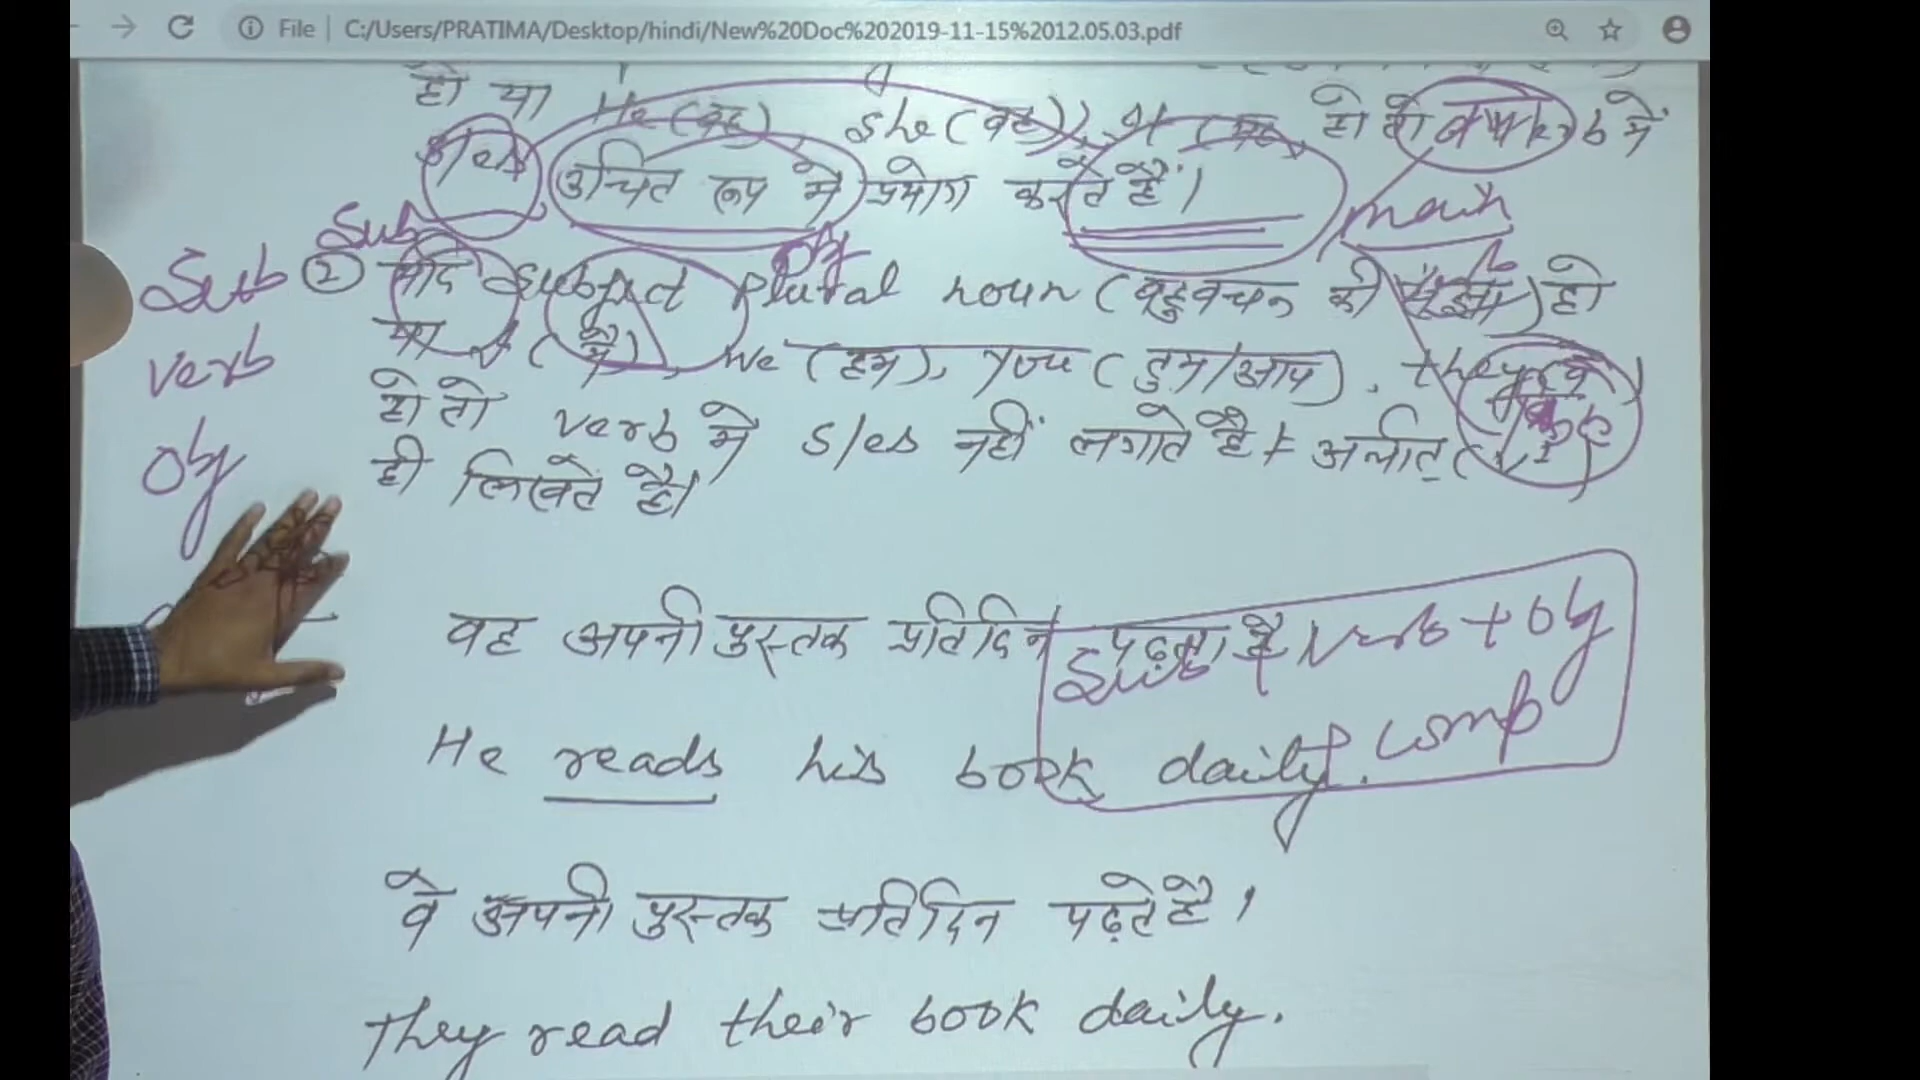 File C:/Users/PRATIMA/Desktop/hindi/New%20Doc%202019-11-15%2012.05.03.pdf
हो या He (वह), She (वह), It ( हो तो में
s/es उचित रूप में प्रयोग करते हैं।
main
Sub
Sub
verb
obj
obj
② यदि Subject Plural noun (बहुवचन की संज्ञा) हो
या I (मैं), We (हम), you (तुम/आप), they (वे)
हो तो verb में s/es नहीं लगाते है अर्थात् (
ही लिखते है।
वह अपनी पुस्तक प्रतिदिन पढ़ता है
Sub + Verb + obj
comp
He reads his book daily.
वे अपनी पुस्तक प्रतिदिन पढ़ते है।
They read their book daily.